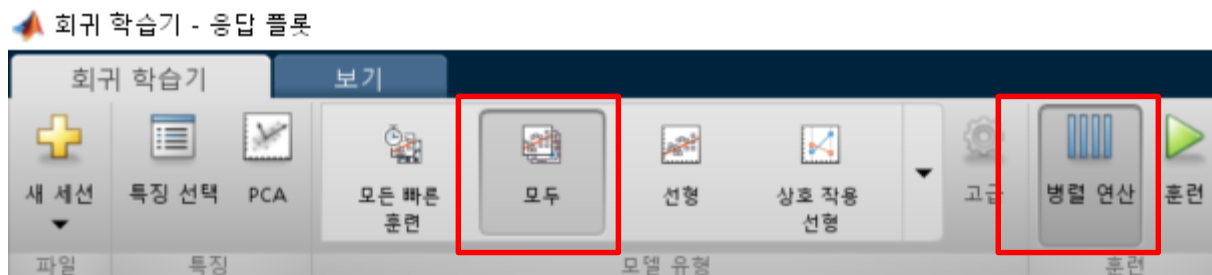 회귀 학습기 - 응답 플롯
회귀 학습기 보기
새 세션 특징 선택 PCA 모든 빠른 모두 선형 상호 작용 고급 병렬 연산 훈련
훈련 선형
파일 특징 모델 유형 훈련